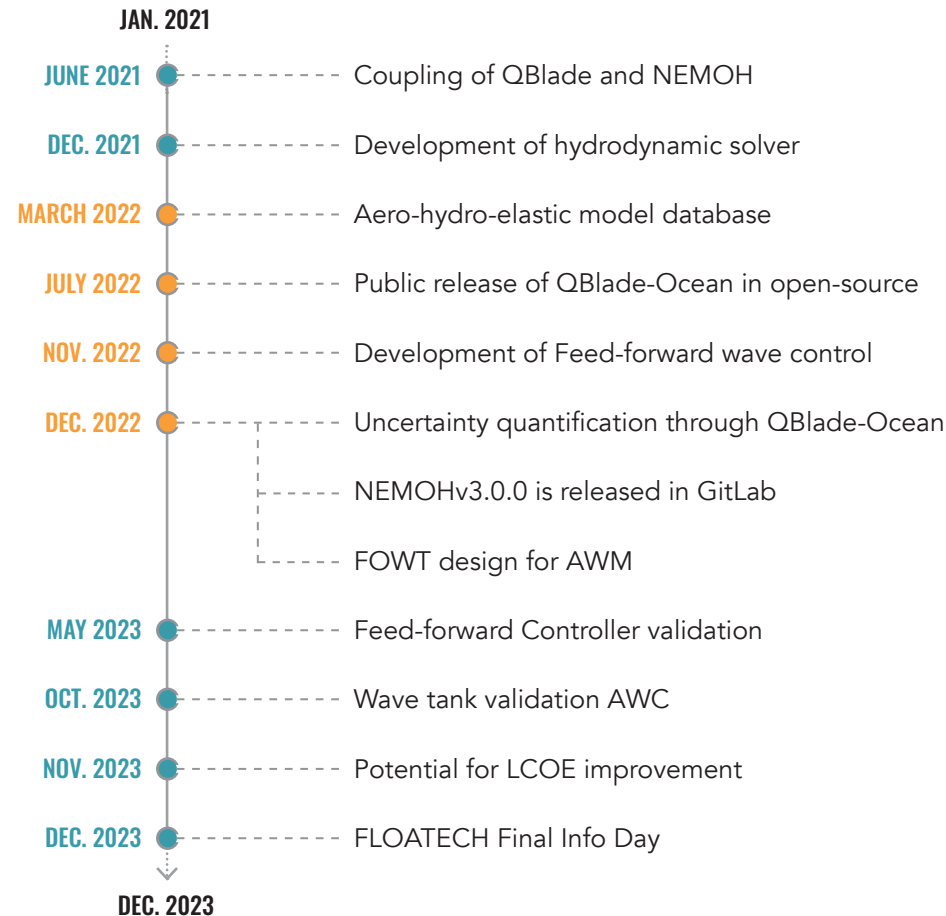 JAN. 2021
JUNE 2021 Coupling of QBlade and NEMOH
DEC. 2021 Development of hydrodynamic solver
MARCH 2022 Aero-hydro-elastic model database
JULY 2022 Public release of QBlade-Ocean in open-source
NOV. 2022 Development of Feed-forward wave control
DEC. 2022 Uncertainty quantification through QBlade-Ocean
NEMOHv3.0.0 is released in GitLab
FOWT design for AWM
MAY 2023 Feed-forward Controller validation
OCT. 2023 Wave tank validation AWC
NOV. 2023 Potential for LCOE improvement
DEC. 2023 FLOATECH Final Info Day
DEC. 2023